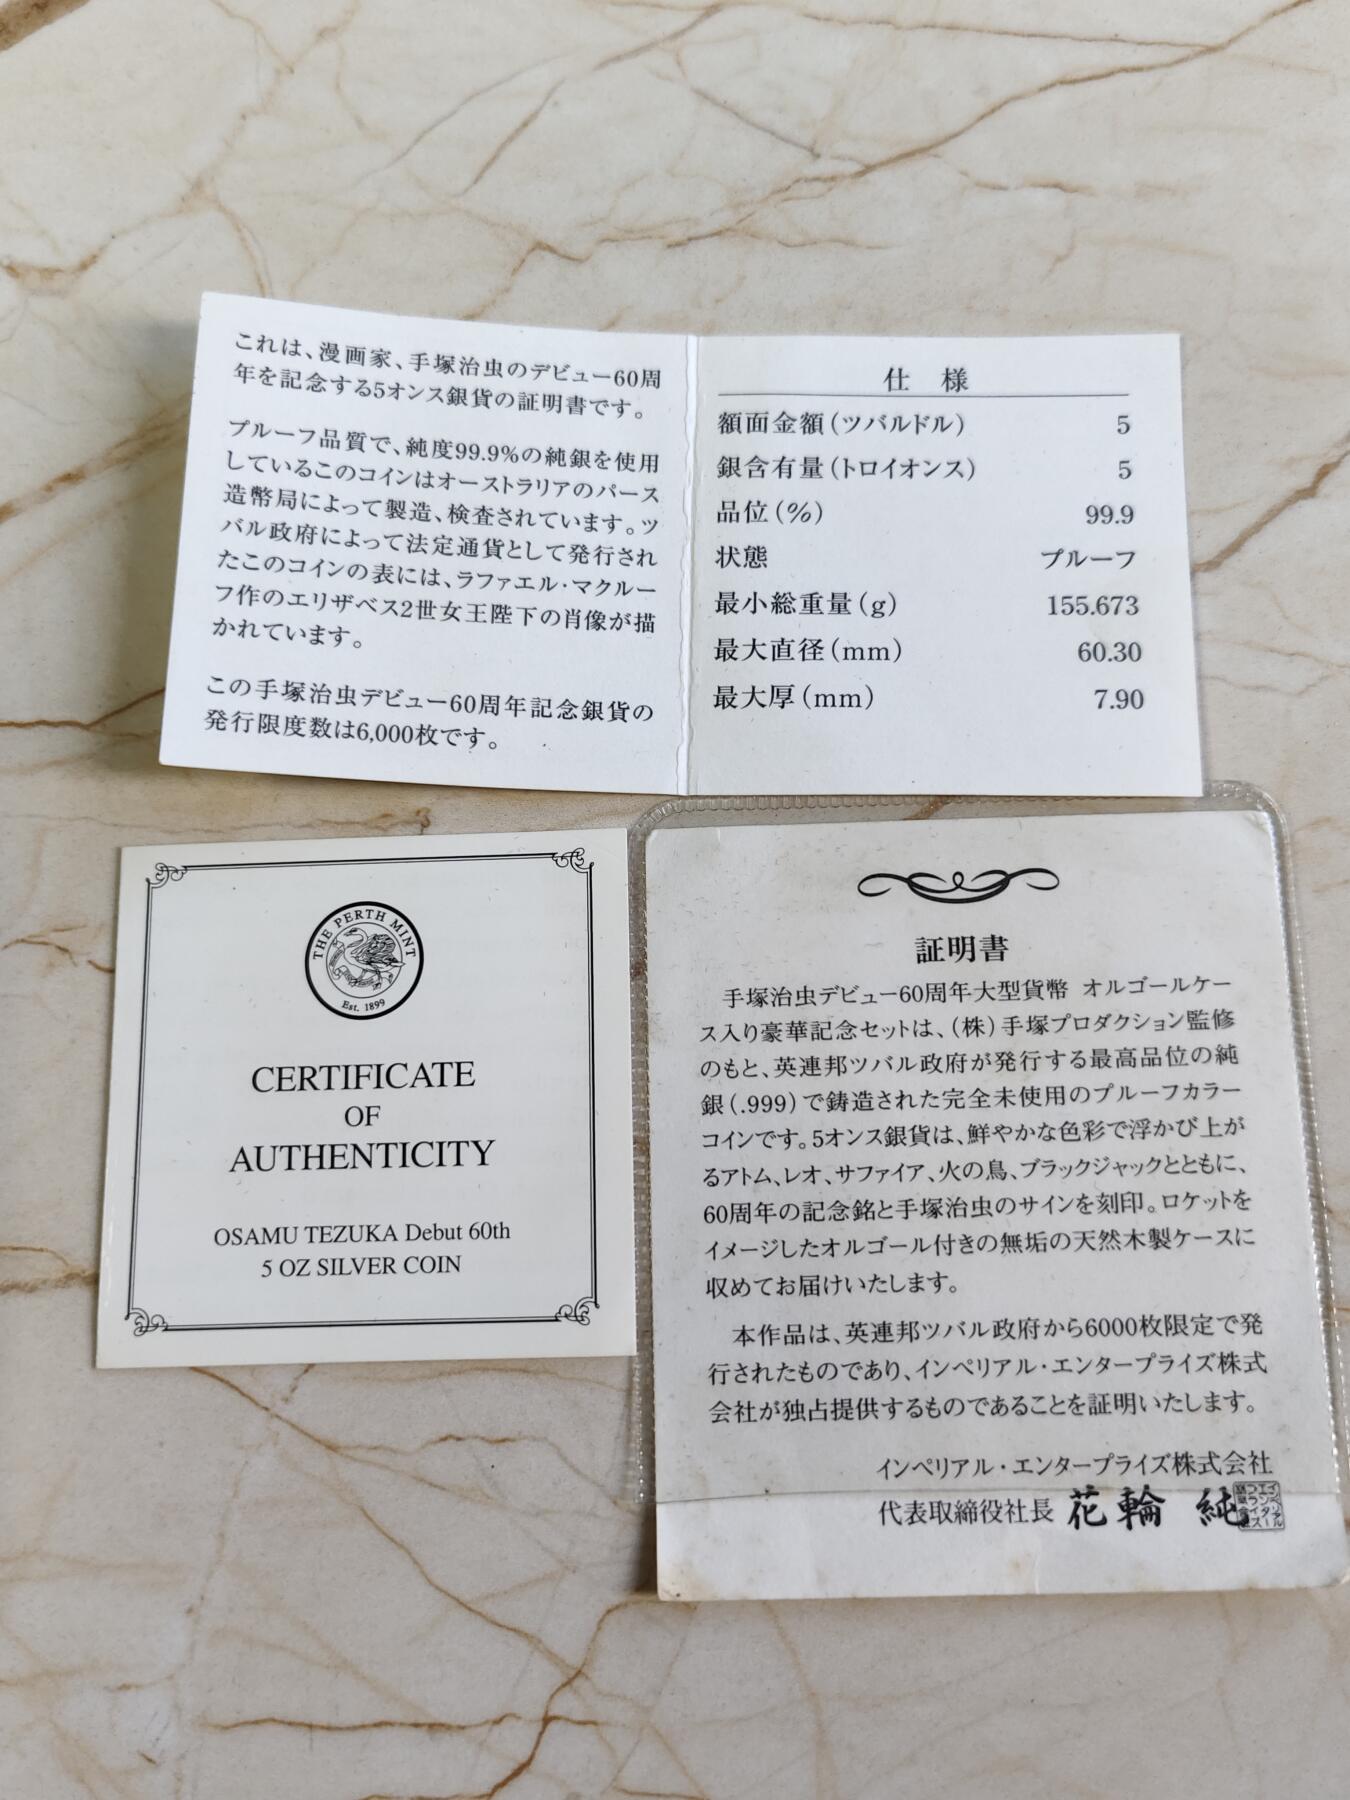 これは、漫画家、手塚治虫のデビュー60周
年を記念する5オンス銀貨の証明書です。
プルーフ品質で、純度99.9%の純銀を使用
しているこのコインはオーストラリアのパース
造幣局によって製造、検査されています。ツ
バル政府によって法定通貨として発行され
たこのコインの表には、ラファエル・マクルー
フ作のエリザベス2世女王陛下の肖像が描
かれています。
この手塚治虫デビュー60周年記念銀貨の
発行限度数は6,000枚です。
仕 様
額面金額(ツバルドル) 5
銀含有量(トロイオンス) 5
品位(%) 99.9
状態 プルーフ
最小総重量(g) 155.673
最大直径(mm) 60.30
最大厚(mm) 7.90
THE PERTH MINT
Est. 1899
CERTIFICATE
OF
AUTHENTICITY
OSAMU TEZUKA Debut 60th
5 OZ SILVER COIN
証明書
手塚治虫デビュー60周年大型貨幣 オルゴールケー
ス入り豪華記念セットは、(株)手塚プロダクション監修
のもと、英連邦ツバル政府が発行する最高品位の純
銀(.999)で鋳造された完全未使用のプルーフカラー
コインです。5オンス銀貨は、鮮やかな色彩で浮かび上が
るアトム、レオ、サファイア、火の鳥、ブラックジャックとともに、
60周年の記念銘と手塚治虫のサインを刻印。ロケットを
イメージしたオルゴール付きの無垢の天然木製ケースに
収めてお届けいたします。
本作品は、英連邦ツバル政府から6000枚限定で発
行されたものであり、インペリアル・エンタープライズ株式
会社が独占提供するものであることを証明いたします。
インペリアル・エンタープライズ株式会社
代表取締役社長 花輪 純